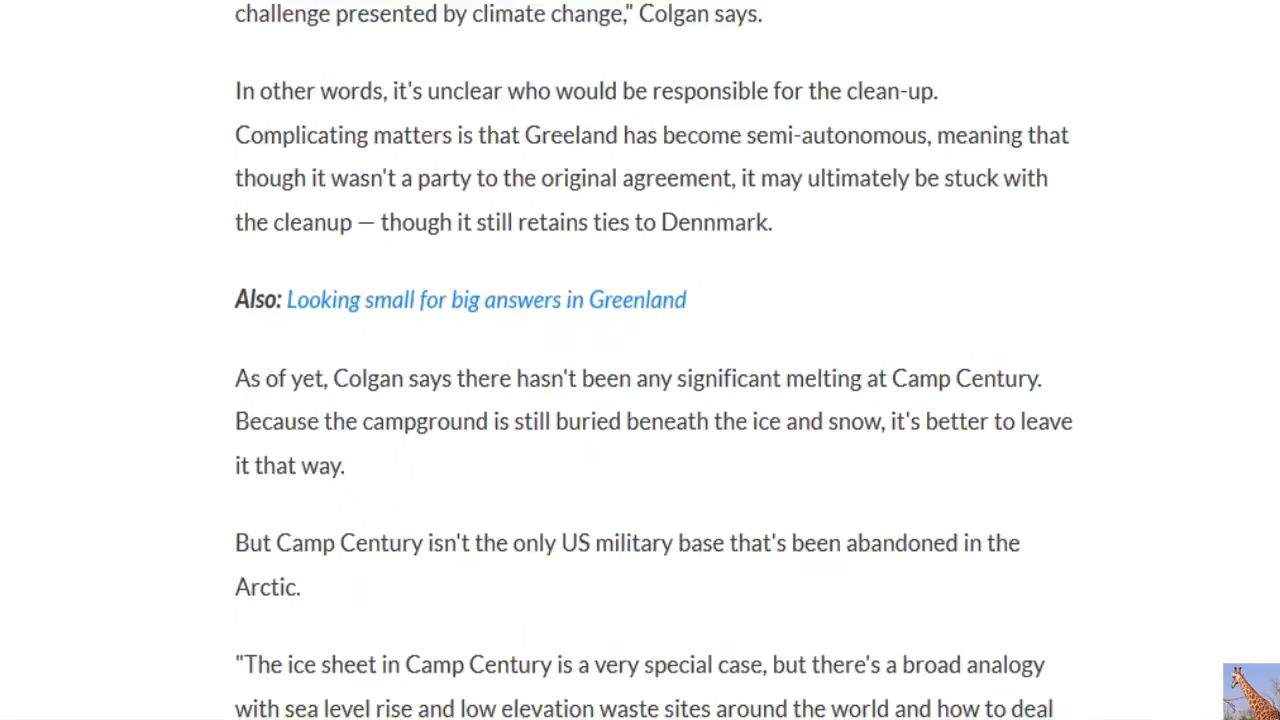 challenge presented by climate change," Colgan says.
In other words, it's unclear who would be responsible for the clean-up.
Complicating matters is that Greeland has become semi-autonomous, meaning that
though it wasn't a party to the original agreement, it may ultimately be stuck with
the cleanup — though it still retains ties to Dennmark.
Also: Looking small for big answers in Greenland
As of yet, Colgan says there hasn't been any significant melting at Camp Century.
Because the campground is still buried beneath the ice and snow, it's better to leave
it that way.
But Camp Century isn't the only US military base that's been abandoned in the
Arctic.
"The ice sheet in Camp Century is a very special case, but there's a broad analogy
with sea level rise and low elevation waste sites around the world and how to deal